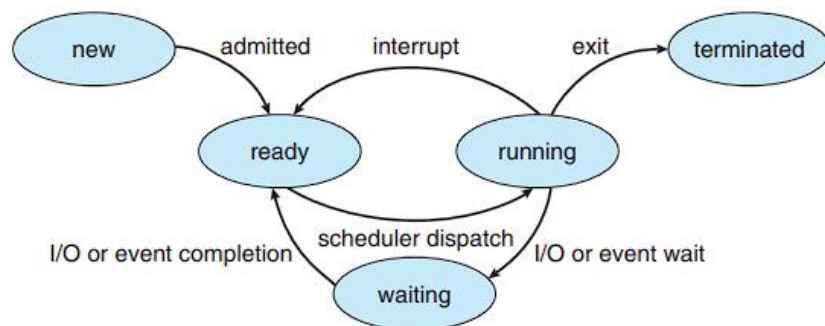 new
admitted
interrupt
exit
terminated
ready
running
I/O or event completion
scheduler dispatch
I/O or event wait
waiting